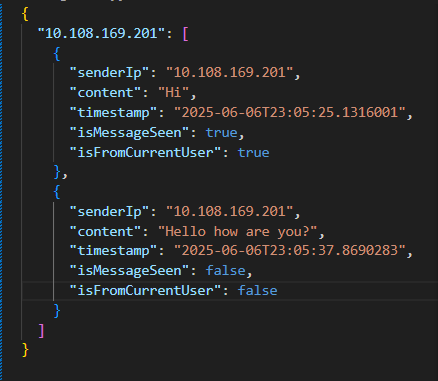 {
"10.108.169.201": [
{
"senderIp": "10.108.169.201",
"content": "Hi",
"timestamp": "2025-06-06T23:05:25.1316001",
"isMessageSeen": true,
"isFromCurrentUser": true
},
{
"senderIp": "10.108.169.201",
"content": "Hello how are you?",
"timestamp": "2025-06-06T23:05:37.8690283",
"isMessageSeen": false,
"isFromCurrentUser": false
}
]
}